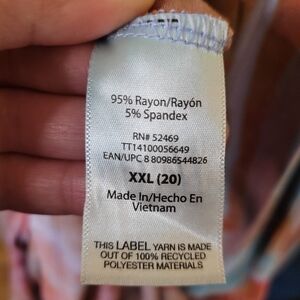 95% Rayon/Rayón
5% Spandex
RN# 52469
TT14100056649
EAN/UPC 8 80986544826
XXL (20)
Made In/Hecho En
Vietnam
THIS LABEL YARN IS MADE
OUT OF 100% RECYCLED
POLYESTER MATERIALS